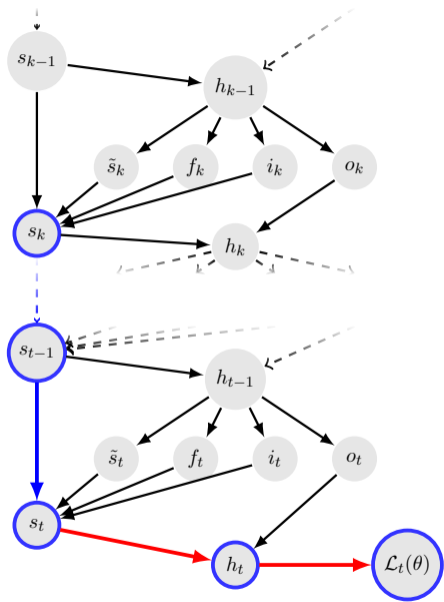 s_{k−1}
h_{k−1}
s̃_k f_k i_k o_k
s_k
h_k
s_{t−1}
h_{t−1}
s̃_t f_t i_t o_t
s_t
h_t ℒ_t(θ)